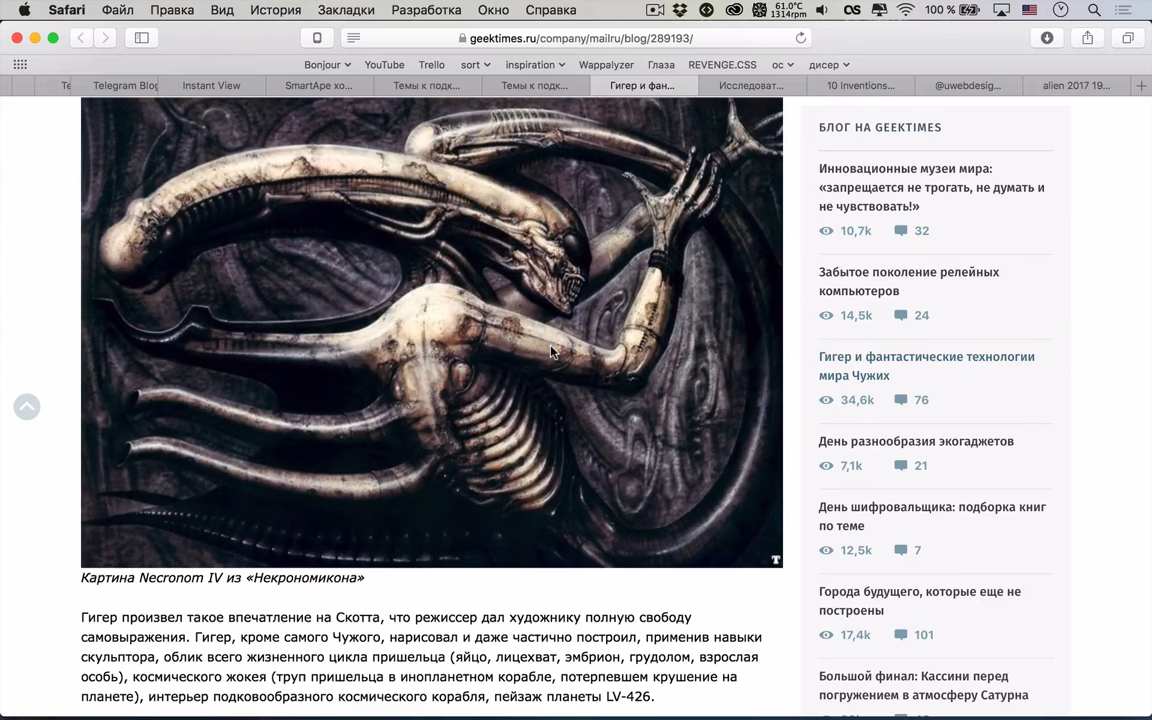 Safari Файл Правка Вид История Закладки Разработка Окно Справка 61.0°C 1314rpm 100 %
geektimes.ru/company/mailru/blog/289193/
Bonjour YouTube Trello sort inspiration Wappalyzer Глаза REVENGE.CSS ос дисер
Te Telegram Blog Instant View SmartApe хо... Темы к подк... Темы к подк... Гигер и фан... Исследоват... 10 Inventions... @uwebdesig... alien 2017 19...
БЛОГ НА GEEKTIMES
Инновационные музеи мира:
«запрещается не трогать, не думать и
не чувствовать!»
10,7k 32
Забытое поколение релейных
компьютеров
14,5k 24
Гигер и фантастические технологии
мира Чужих
34,6k 76
День разнообразия экогаджетов
7,1k 21
День шифровальщика: подборка книг
по теме
12,5k 7
Города будущего, которые еще не
построены
17,4k 101
Большой финал: Кассини перед
погружением в атмосферу Сатурна
T
Картина Necronom IV из «Некрономикона»
Гигер произвел такое впечатление на Скотта, что режиссер дал художнику полную свободу
самовыражения. Гигер, кроме самого Чужого, нарисовал и даже частично построил, применив навыки
скульптора, облик всего жизненного цикла пришельца (яйцо, лицехват, эмбрион, грудолом, взрослая
особь), космического жокея (труп пришельца в инопланетном корабле, потерпевшем крушение на
планете), интерьер подковообразного космического корабля, пейзаж планеты LV-426.